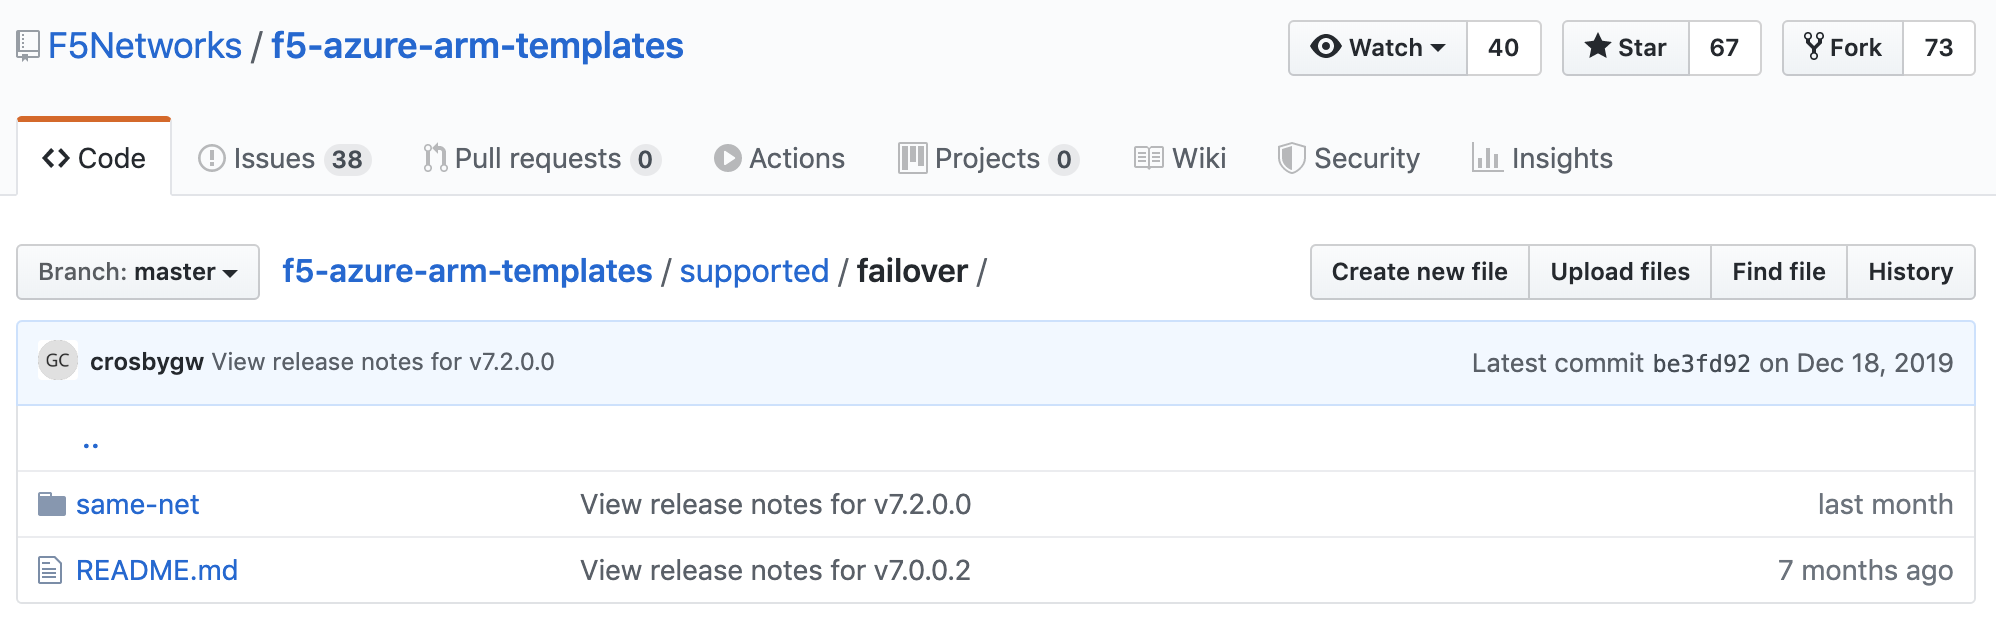 F5Networks / f5-azure-arm-templates Watch 40 Star 67 Fork 73
Code Issues 38 Pull requests 0 Actions Projects 0 Wiki Security Insights
Branch: master f5-azure-arm-templates / supported / failover / Create new file Upload files Find file History
GC crosbygw View release notes for v7.2.0.0 Latest commit be3fd92 on Dec 18, 2019
..
same-net View release notes for v7.2.0.0 last month
README.md View release notes for v7.0.0.2 7 months ago